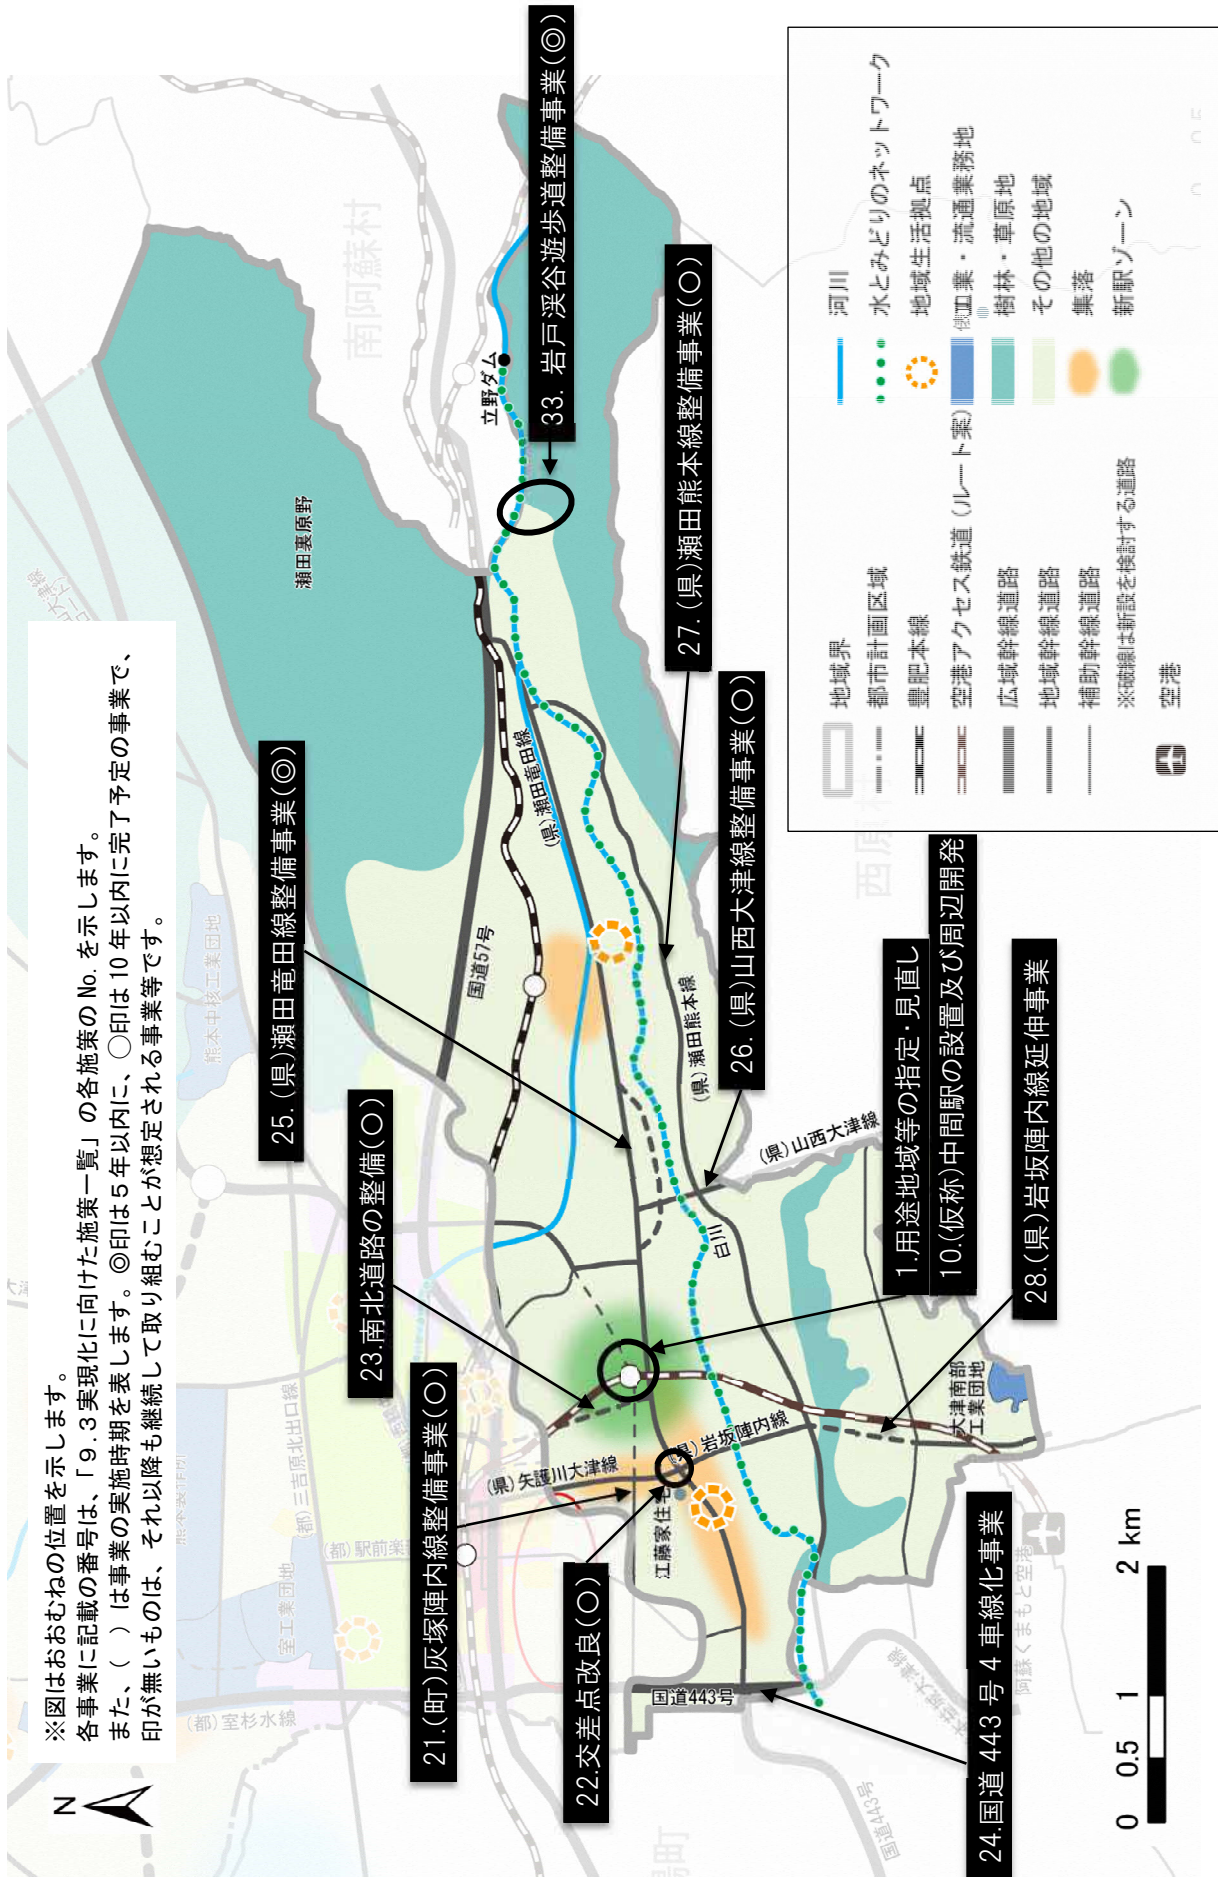 ※図はおおむねの位置を示します。
各事業に記載の番号は、「９.３実現化に向けた施策一覧」の各施策の No. を示します。
また、（　）は事業の実施時期を表します。◎印は５年以内に、○印は 10 年以内に完了予定の事業で、
印が無いものは、それ以降も継続して取り組むことが想定される事業等です。
N
21.(町)灰塚陣内線整備事業(○)
22.交差点改良(○)
23.南北道路の整備(○)
24.国道 443 号 4 車線化事業
25.(県)瀬田竜田線整備事業(◎)
26.(県)山西大津線整備事業(○)
27.(県)瀬田熊本線整備事業(○)
28.(県)岩坂陣内線延伸事業
33. 岩戸渓谷遊歩道整備事業(◎)
1.用途地域等の指定・見直し
10.(仮称)中間駅の設置及び周辺開発
瀬田裏原野
立野ダム
南阿蘇村
西原村
国道57号
(県)瀬田竜田線
(県)瀬田熊本線
(県)山西大津線
白川
(県)矢護川大津線
(県)岩坂陣内線
江藤家住宅
国道443号
国道443号
大津南部
工業団地
熊本中核工業団地
室工業団地
(都)三吉原北出口線
(都)駅前楽
(都)室杉水線
阿蘇くまもと空港
陽町
地域界
都市計画区域
豊肥本線
空港アクセス鉄道 (ルート案)
広域幹線道路
地域幹線道路
補助幹線道路
※破線は新設を検討する道路
空港
河川
水とみどりのネットワーク
地域生活拠点
工業・流通業務地
樹林・草原地
その他の地域
集落
新駅ゾーン
0 0.5 1 2 km